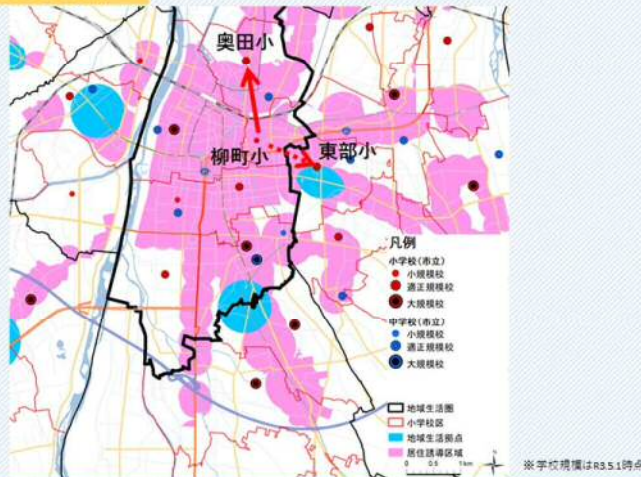 奥田小
柳町小
東部小
凡例
小学校(市立)
小規模校
適正規模校
大規模校
中学校(市立)
小規模校
適正規模校
大規模校
地域生活圏
小学校区
地域生活拠点
居住誘導区域
0 0.5 1km
※学校規模はR3.5.1時点